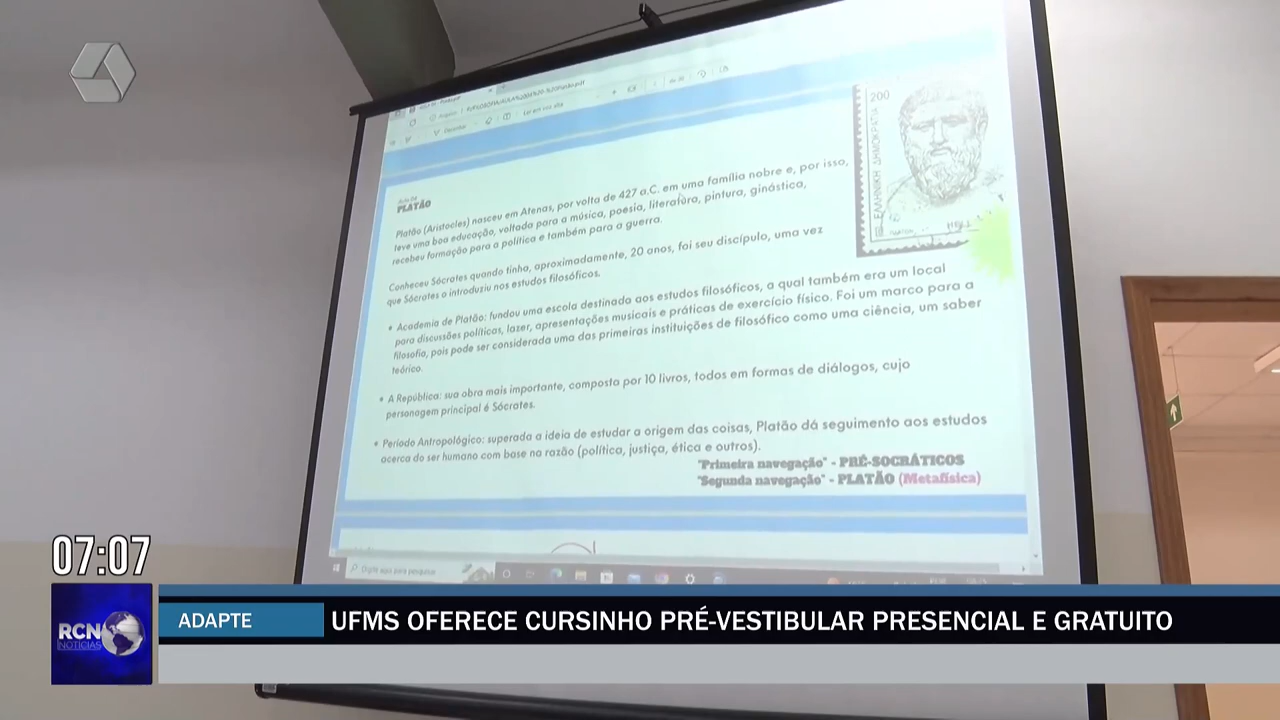 200
ΕΛΛΗΝΙΚΗ ΔΗΜΟΚΡΑΤΙΑ
PLATÃO
Platão (Aristocles) nasceu em Atenas, por volta de 427 a.C. em uma família nobre e, por isso,
teve uma boa educação, voltada para a música, poesia, literatura, pintura, ginástica,
recebeu formação para a política e também para a guerra.
Conheceu Sócrates quando tinha, aproximadamente, 20 anos, foi seu discípulo, uma vez
que Sócrates o introduziu nos estudos filosóficos.
• Academia de Platão: fundou uma escola destinada aos estudos filosóficos, a qual também era um local
para discussões políticas, lazer, apresentações musicais e práticas de exercício físico. Foi um marco para a
filosofia, pois pode ser considerada uma das primeiras instituições de filosófico como uma ciência, um saber
teórico.
• A República: sua obra mais importante, composta por 10 livros, todos em formas de diálogos, cujo
personagem principal é Sócrates.
• Período Antropológico: superada a ideia de estudar a origem das coisas, Platão dá seguimento aos estudos
acerca do ser humano com base na razão (política, justiça, ética e outros).
"Primeira navegação" - PRÉ-SOCRÁTICOS
"Segunda navegação" - PLATÃO (Metafísica)
Digite aqui para pesquisar
07:07
RCN
NOTÍCIAS
ADAPTE
UFMS OFERECE CURSINHO PRÉ-VESTIBULAR PRESENCIAL E GRATUITO